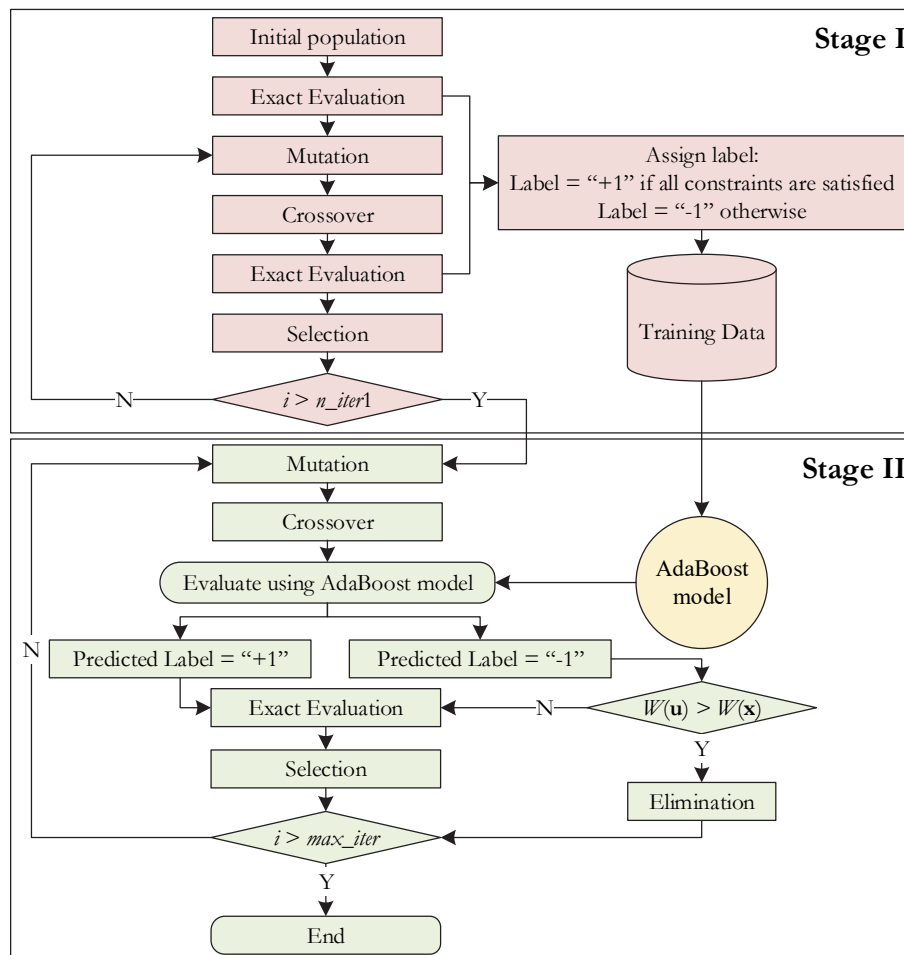 Stage I
Initial population
Exact Evaluation
Mutation
Crossover
Exact Evaluation
Selection
i > n_iter1
N
Y
Assign label:
Label = “+1” if all constraints are satisfied
Label = “-1” otherwise
Training Data
Stage II
Mutation
Crossover
Evaluate using AdaBoost model
AdaBoost
model
Predicted Label = “+1”
Predicted Label = “-1”
N
Exact Evaluation
N
W(u) > W(x)
Y
Selection
Elimination
i > max_iter
Y
End